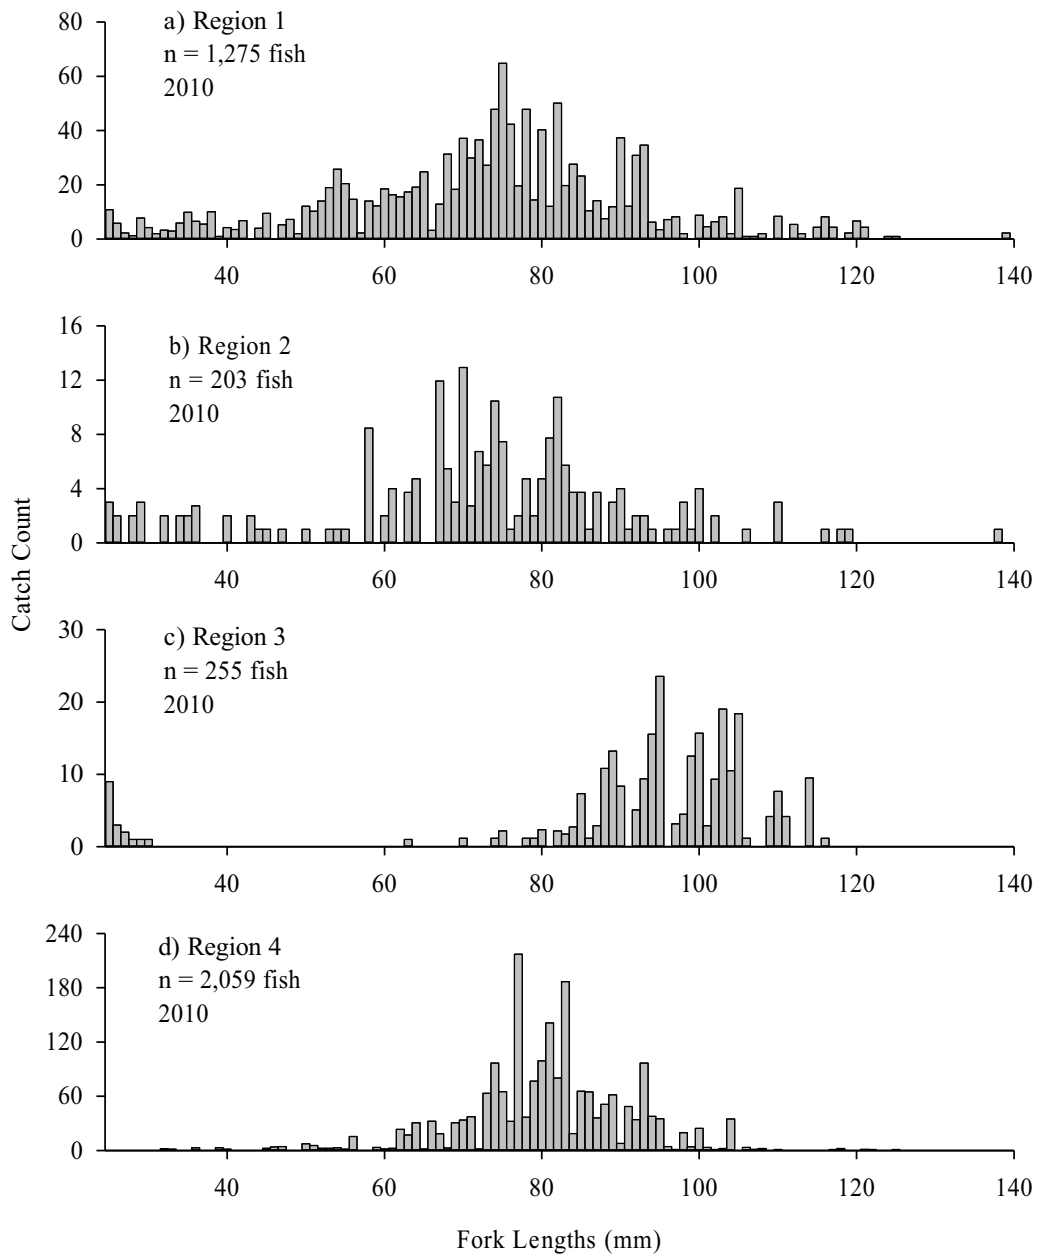 80
60
40
20
0
a) Region 1
n = 1,275 fish
2010
40 60 80 100 120 140
16
12
8
4
0
b) Region 2
n = 203 fish
2010
40 60 80 100 120 140
Catch Count
30
20
10
0
c) Region 3
n = 255 fish
2010
40 60 80 100 120 140
240
180
120
60
0
d) Region 4
n = 2,059 fish
2010
40 60 80 100 120 140
Fork Lengths (mm)